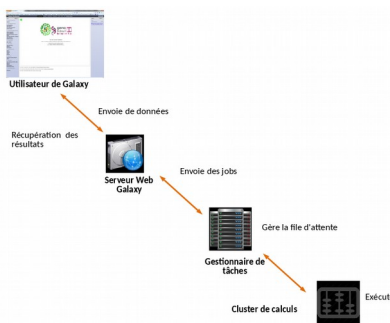 Utilisateur de Galaxy
Envoie de données
Récupération des
résultats
Serveur Web
Galaxy
Envoie des jobs
Gère la file d'attente
Gestionnaire de
tâches
Exécut
Cluster de calculs